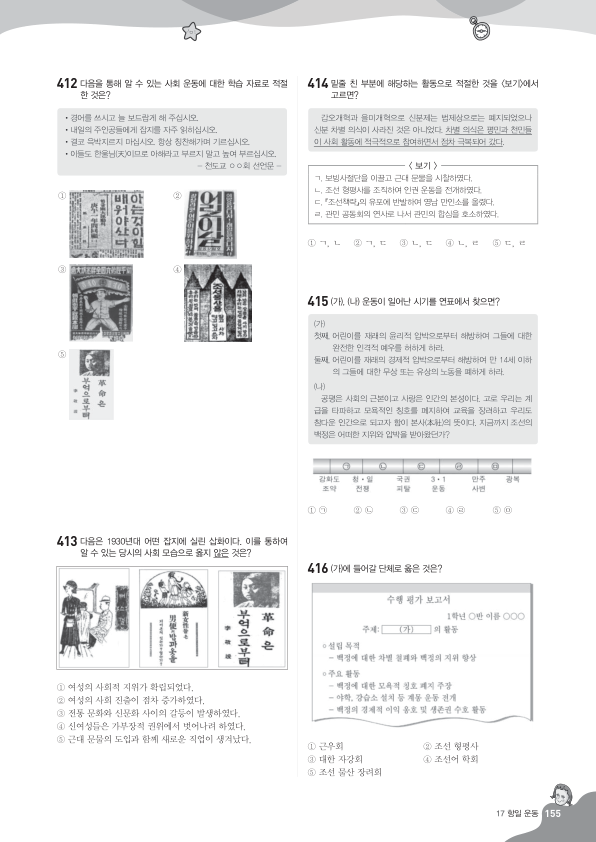 412 다음을 통해 알 수 있는 사회 운동에 대한 학습 자료로 적절
한 것은?
• 경어를 쓰시고 늘 보드랍게 해 주십시오.
• 내일의 주인공들에게 잡지를 자주 읽히십시오.
• 결코 윽박지르지 마십시오. 항상 칭찬해가며 기르십시오.
• 이들도 한울님(天)이므로 아해라고 부르지 말고 높여 부르십시오.
– 천도교 ㅇㅇ회 선언문 –
①
아는것이힘
배워야산다
②
어린이날
③
④
조선물산
⑤
革命은
부엌으로부터
413 다음은 1930년대 어떤 잡지에 실린 삽화이다. 이를 통하여
알 수 있는 당시의 사회 모습으로 옳지 않은 것은?
革命은
부엌으로부터
① 여성의 사회적 지위가 확립되었다.
② 여성의 사회 진출이 점차 증가하였다.
③ 전통 문화와 신문화 사이의 갈등이 발생하였다.
④ 신여성들은 가부장적 권위에서 벗어나려 하였다.
⑤ 근대 문물의 도입과 함께 새로운 직업이 생겨났다.
414 밑줄 친 부분에 해당하는 활동으로 적절한 것을 <보기>에서
고르면?
갑오개혁과 을미개혁으로 신분제는 법제상으로는 폐지되었으나
신분 차별 의식이 사라진 것은 아니었다. 차별 의식은 평민과 천민들
이 사회 활동에 적극적으로 참여하면서 점차 극복되어 갔다.
< 보기 >
ㄱ. 보빙사절단을 이끌고 근대 문물을 시찰하였다.
ㄴ. 조선 형평사를 조직하여 인권 운동을 전개하였다.
ㄷ. 『조선책략』의 유포에 반발하여 영남 만인소를 올렸다.
ㄹ. 관민 공동회의 연사로 나서 관민의 합심을 호소하였다.
① ㄱ, ㄴ ② ㄱ, ㄷ ③ ㄴ, ㄷ ④ ㄴ, ㄹ ⑤ ㄷ, ㄹ
415 (가), (나) 운동이 일어난 시기를 연표에서 찾으면?
(가)
첫째, 어린이를 재래의 윤리적 압박으로부터 해방하여 그들에 대한
완전한 인격적 예우를 허하게 하라.
둘째, 어린이를 재래의 경제적 압박으로부터 해방하여 만 14세 이하
의 그들에 대한 무상 또는 유상의 노동을 폐하게 하라.
(나)
공평은 사회의 근본이고 사랑은 인간의 본성이다. 고로 우리는 계
급을 타파하고 모욕적인 칭호를 폐지하여 교육을 장려하고 우리도
참다운 인간으로 되고자 함이 본사(本社)의 뜻이다. 지금까지 조선의
백정은 어떠한 지위와 압박을 받아왔던가?
㉠ ㉡ ㉢ ㉣ ㉤
강화도 청·일 국권 3·1 만주 광복
조약 전쟁 피탈 운동 사변
① ㉠ ② ㉡ ③ ㉢ ④ ㉣ ⑤ ㉤
416 (가)에 들어갈 단체로 옳은 것은?
수행 평가 보고서
1학년 ○반 이름 ○○○
주제: (가) 의 활동
○설립 목적
– 백정에 대한 차별 철폐와 백정의 지위 향상
○주요 활동
– 백정에 대한 모욕적 칭호 폐지 주장
– 야학, 강습소 설치 등 계몽 운동 전개
– 백정의 경제적 이익 옹호 및 생존권 수호 활동
① 근우회 ② 조선 형평사
③ 대한 자강회 ④ 조선어 학회
⑤ 조선 물산 장려회
17 항일 운동 155